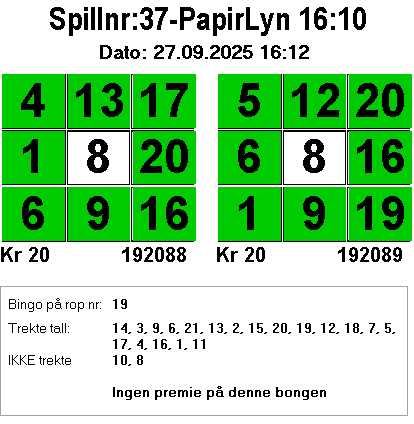 Spillnr:37-PapirLyn 16:10
Dato: 27.09.2025 16:12
4 13 17
1 8 20
6 9 16
Kr 20 192088
5 12 20
6 8 16
1 9 19
Kr 20 192089
Bingo på rop nr: 19
Trekte tall: 14, 3, 9, 6, 21, 13, 2, 15, 20, 19, 12, 18, 7, 5,
17, 4, 16, 1, 11
IKKE trekte 10, 8
Ingen premie på denne bongen